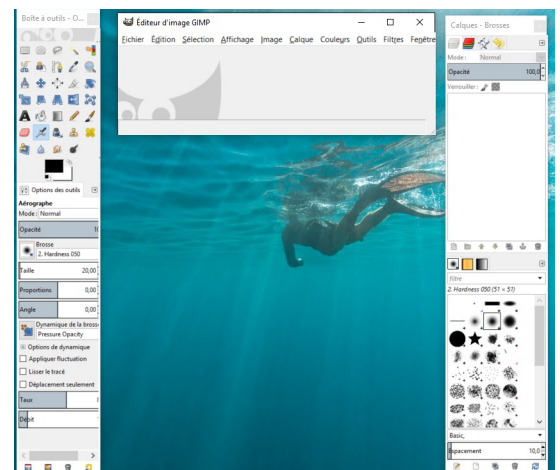 Boîte à outils - O...
Options des outils
Aérographe
Mode : Normal
Opacité 10
Brosse
2. Hardness 050
Taille 20,00
Proportions 0,00
Angle 0,00
Dynamique de la brosse
Pressure Opacity
Options de dynamique
Appliquer fluctuation
Lisser le tracé
Déplacement seulement
Taux
Débit
Éditeur d'image GIMP
Fichier Édition Sélection Affichage Image Calque Couleurs Outils Filtres Fenêtre
Calques - Brosses
Mode : Normal
Opacité 100,0
Verrouiller :
filtre
2. Hardness 050 (51 × 51)
Basic,
Espacement 10,0